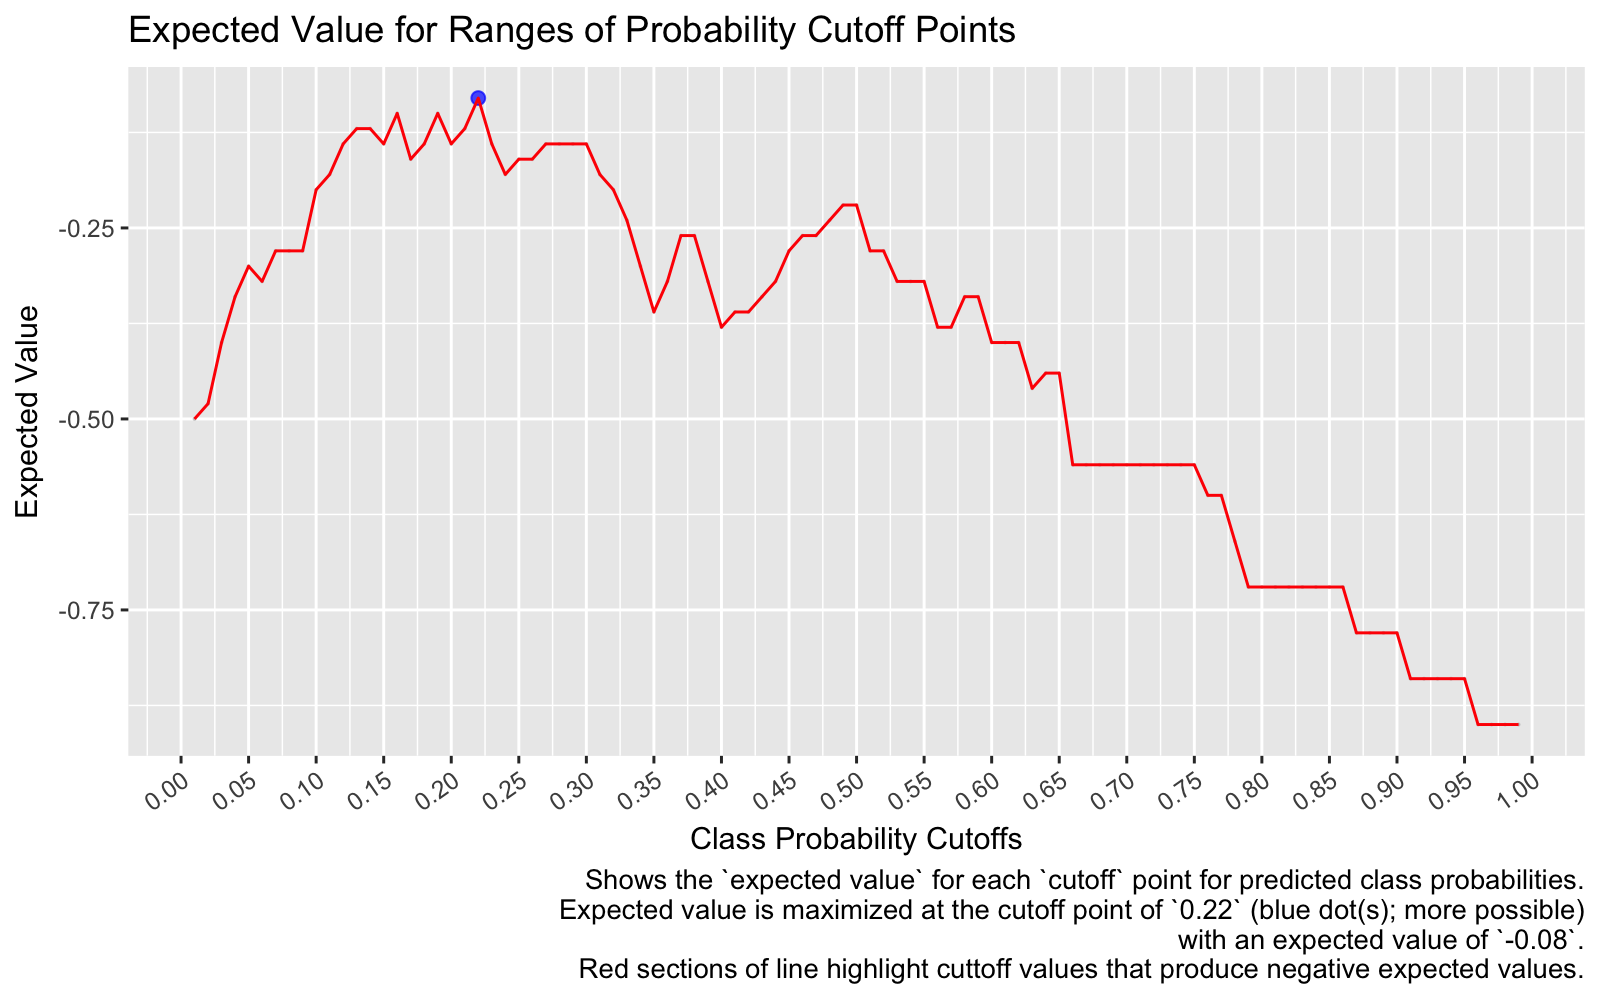 Expected Value for Ranges of Probability Cutoff Points
Expected Value
-0.25
-0.50
-0.75
0.00 0.05 0.10 0.15 0.20 0.25 0.30 0.35 0.40 0.45 0.50 0.55 0.60 0.65 0.70 0.75 0.80 0.85 0.90 0.95 1.00
Class Probability Cutoffs
Shows the `expected value` for each `cutoff` point for predicted class probabilities.
Expected value is maximized at the cutoff point of `0.22` (blue dot(s); more possible)
with an expected value of `-0.08`.
Red sections of line highlight cuttoff values that produce negative expected values.